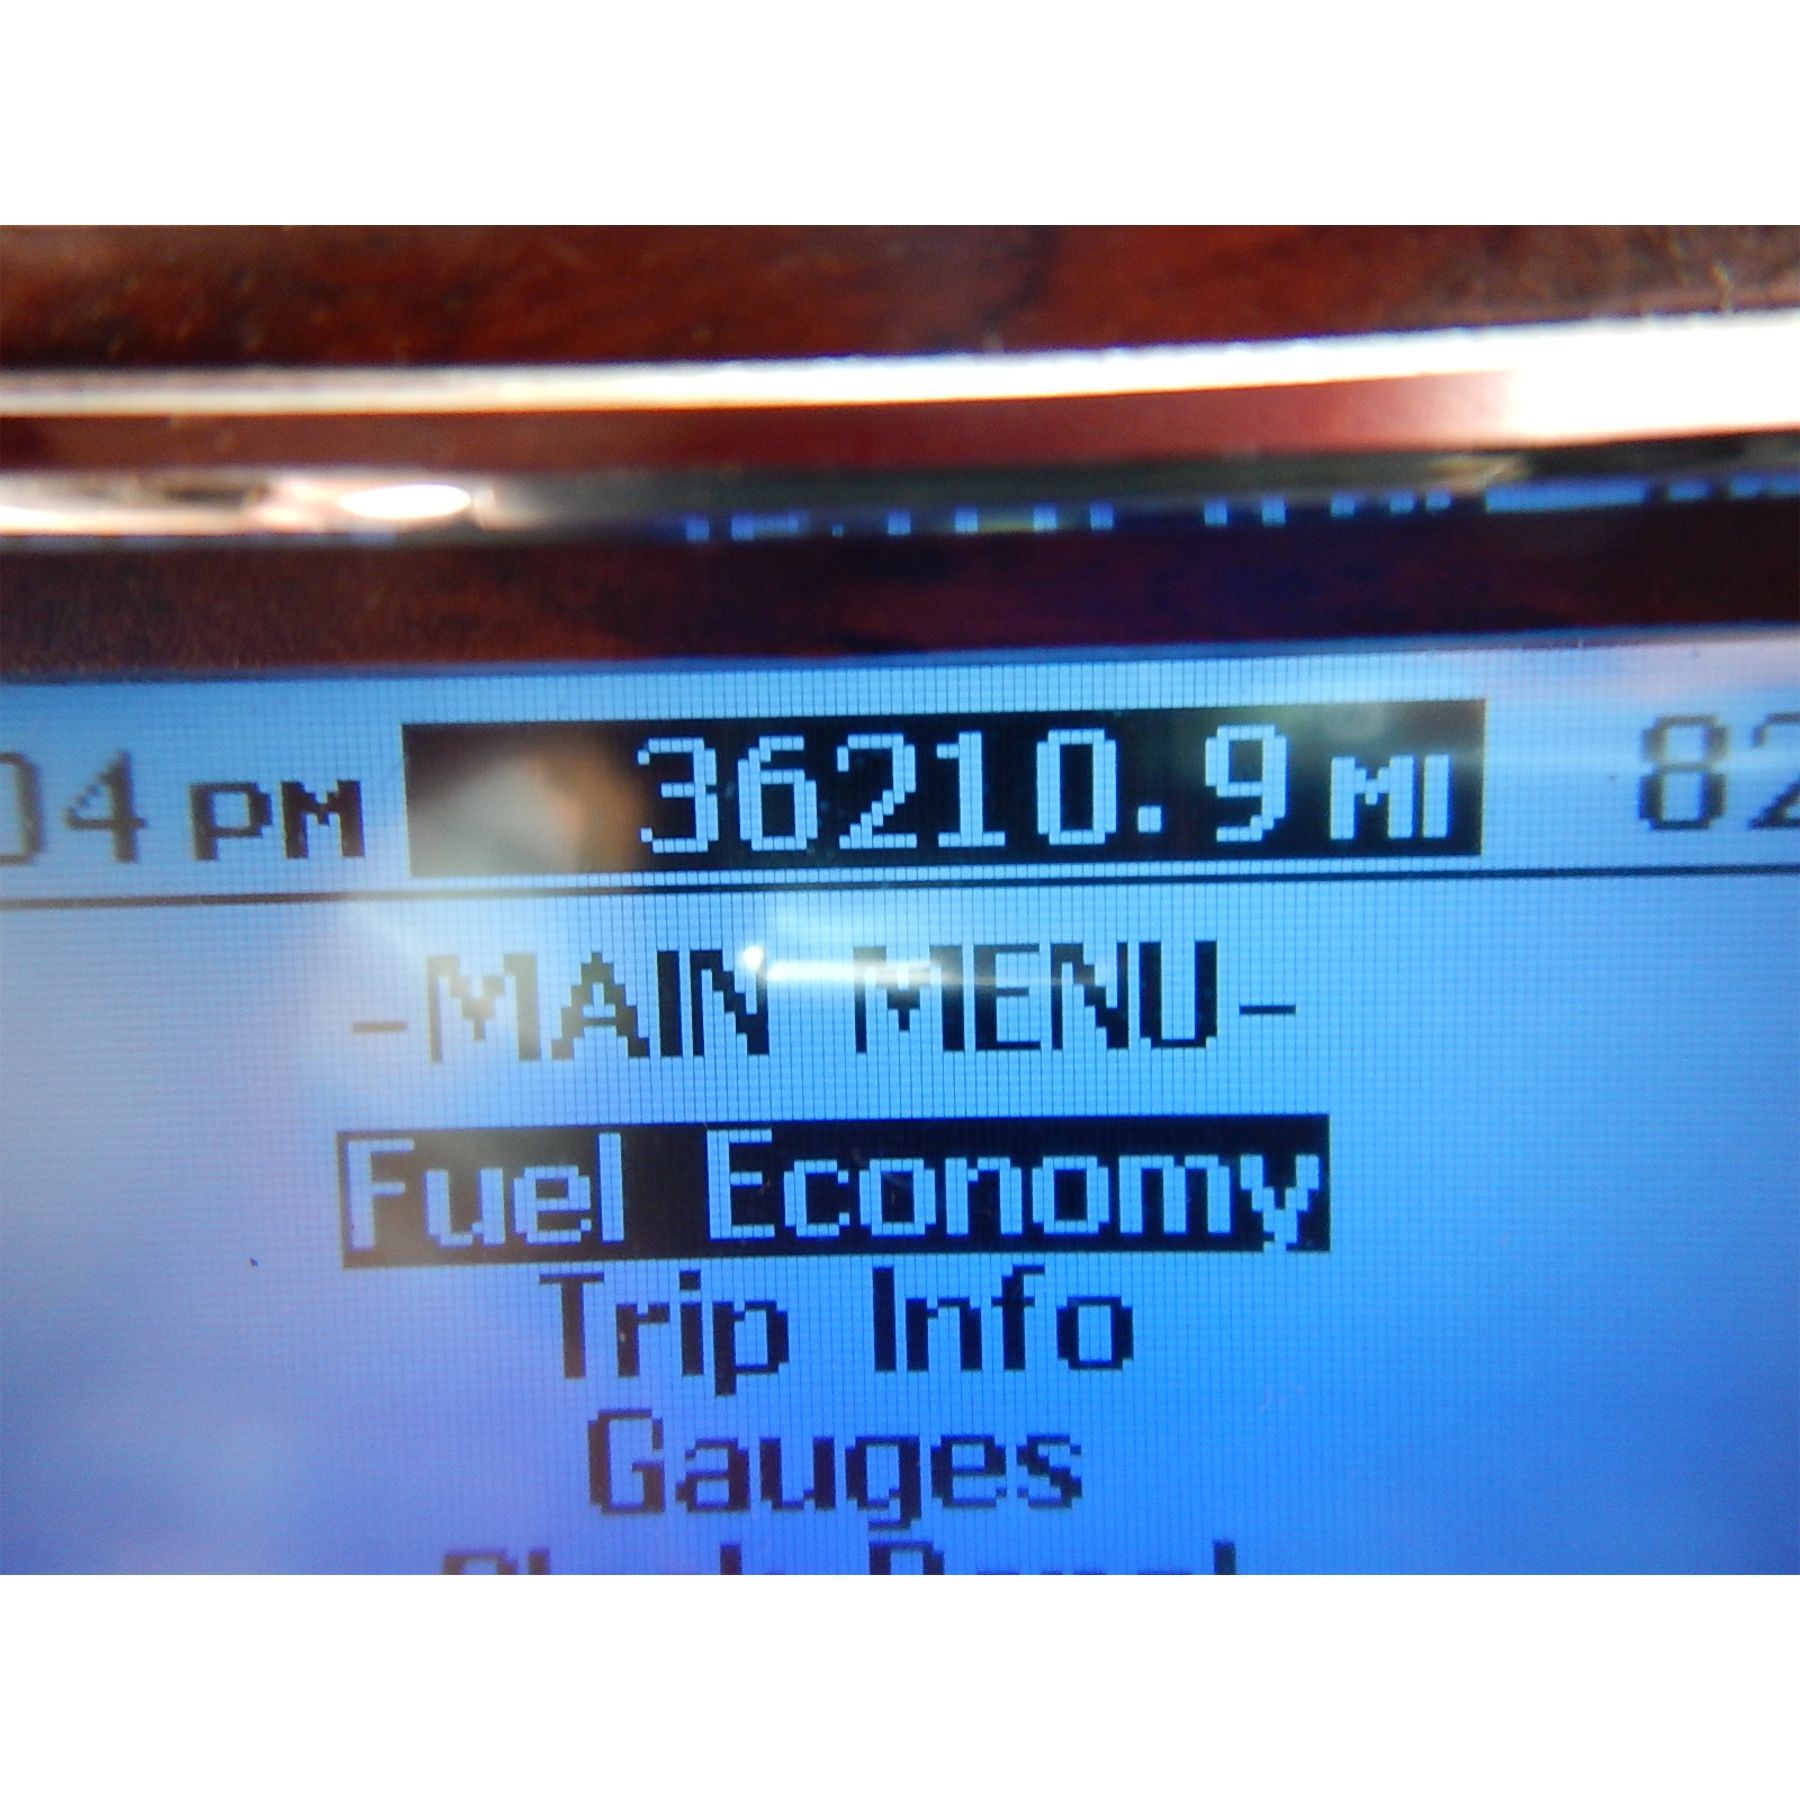 04 PM 36210.9 MI 82
-MAIN MENU-
Fuel Economy
Trip Info
Gauges